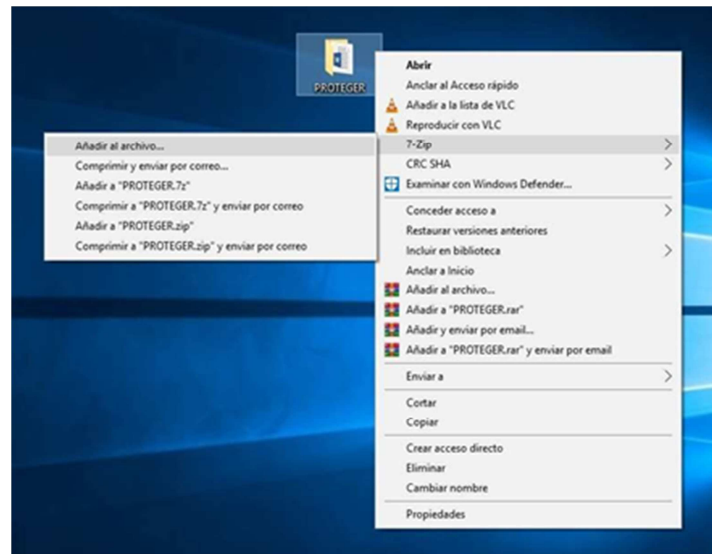 PROTEGER
Abrir
Anclar al Acceso rápido
Añadir a la lista de VLC
Reproducir con VLC
7-Zip
CRC SHA
Examinar con Windows Defender...
Conceder acceso a
Restaurar versiones anteriores
Incluir en biblioteca
Anclar a Inicio
Añadir al archivo...
Añadir a "PROTEGER.rar"
Añadir y enviar por email...
Añadir a "PROTEGER.rar" y enviar por email
Enviar a
Cortar
Copiar
Crear acceso directo
Eliminar
Cambiar nombre
Propiedades
Añadir al archivo...
Comprimir y enviar por correo...
Añadir a "PROTEGER.7z"
Comprimir a "PROTEGER.7z" y enviar por correo
Añadir a "PROTEGER.zip"
Comprimir a "PROTEGER.zip" y enviar por correo